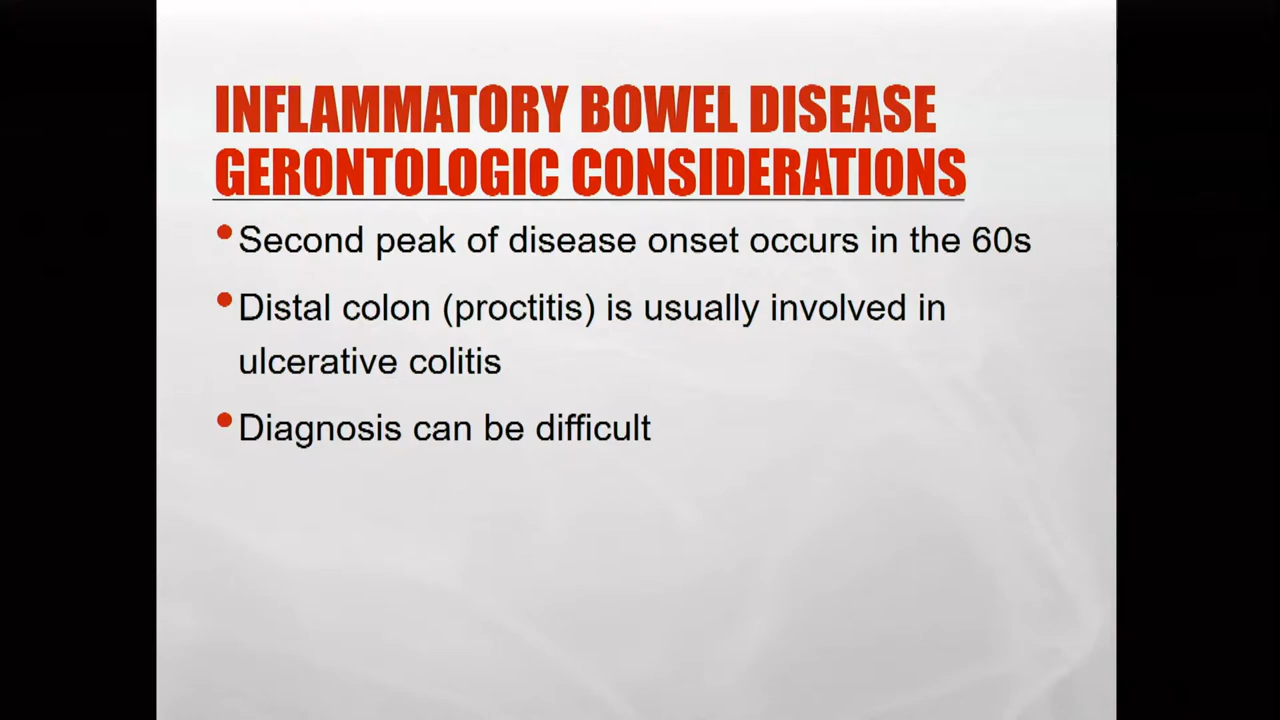 INFLAMMATORY BOWEL DISEASE
GERONTOLOGIC CONSIDERATIONS
•Second peak of disease onset occurs in the 60s
•Distal colon (proctitis) is usually involved in
ulcerative colitis
•Diagnosis can be difficult